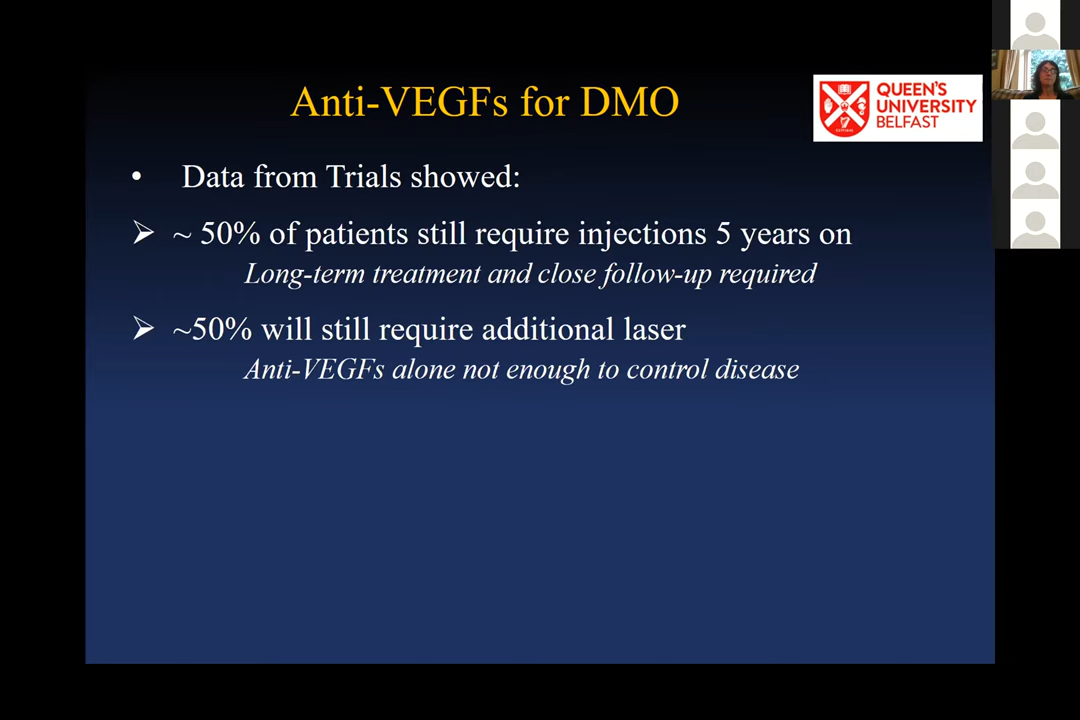 Anti-VEGFs for DMO
QUEEN'S
UNIVERSITY
BELFAST
• Data from Trials showed:
➢ ~ 50% of patients still require injections 5 years on
Long-term treatment and close follow-up required
➢ ~50% will still require additional laser
Anti-VEGFs alone not enough to control disease